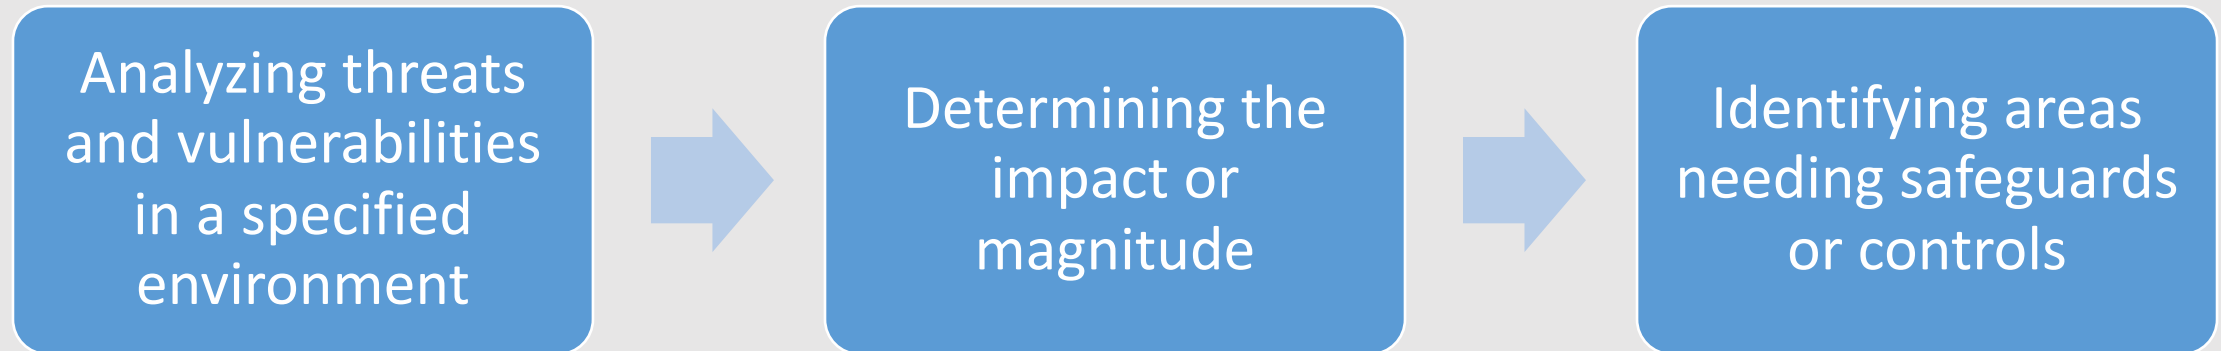 Analyzing threats
and vulnerabilities
in a specified
environment
Determining the
impact or
magnitude
Identifying areas
needing safeguards
or controls